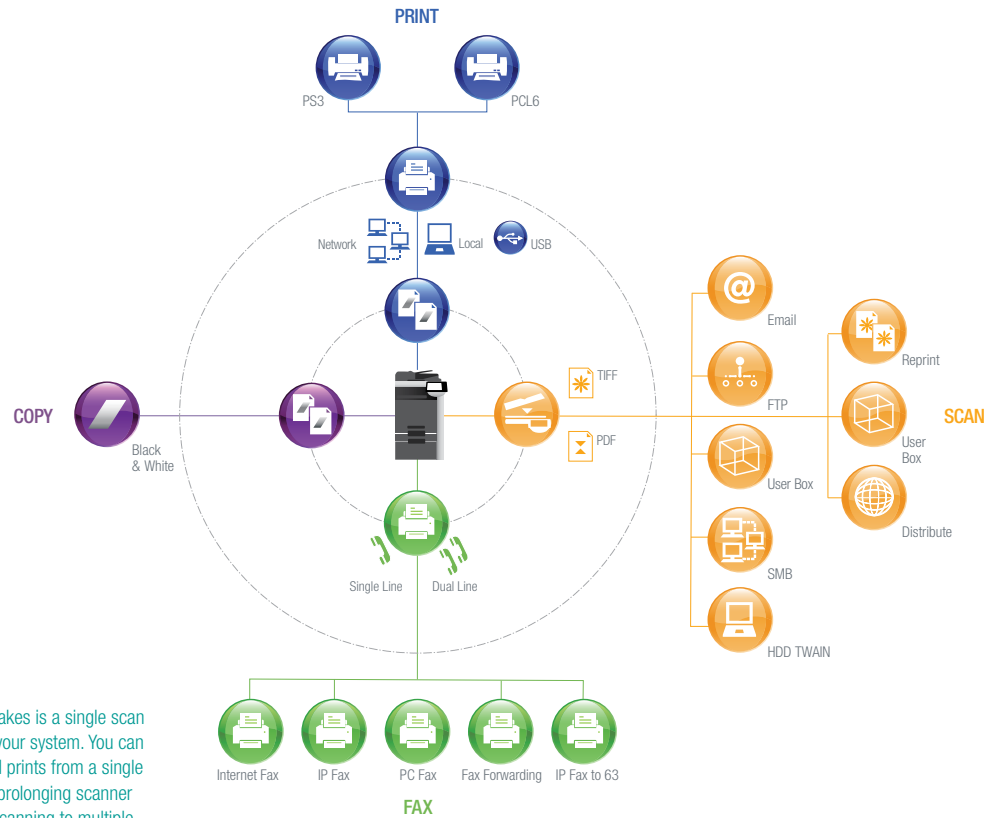 PRINT
PS3
PCL6
Network
Local
USB
Email
FTP
User Box
SMB
HDD TWAIN
Reprint
User
Box
Distribute
SCAN
TIFF
PDF
COPY
Black
& White
Single Line
Dual Line
Internet Fax
IP Fax
PC Fax
Fax Forwarding
IP Fax to 63
FAX
is a single scan
your system. You can
prints from a single
prolonging scanner
to multiple